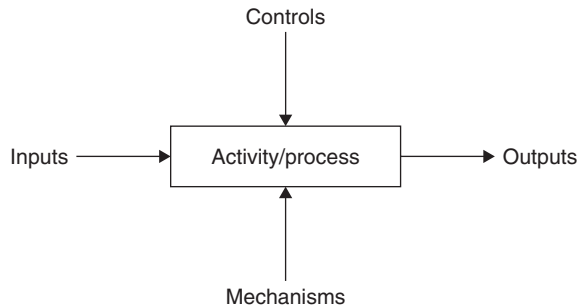 Controls
Inputs
Activity/process
Outputs
Mechanisms